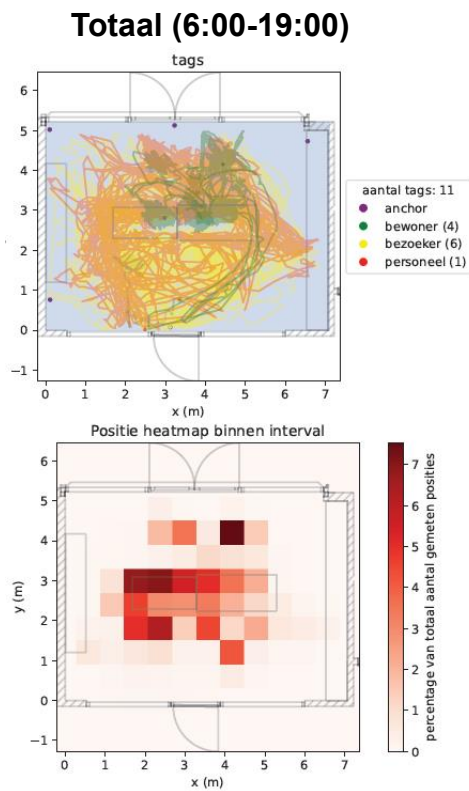 Totaal (6:00-19:00)
tags
6
5
4
3
2
1
0
−1
0 1 2 3 4 5 6 7
x (m)
aantal tags: 11
anchor
bewoner (4)
bezoeker (6)
personeel (1)
Positie heatmap binnen interval
y (m)
6
5
4
3
2
1
0
−1
0 1 2 3 4 5 6 7
x (m)
7
6
5
4
3
2
1
0
percentage van totaal aantal gemeten posities